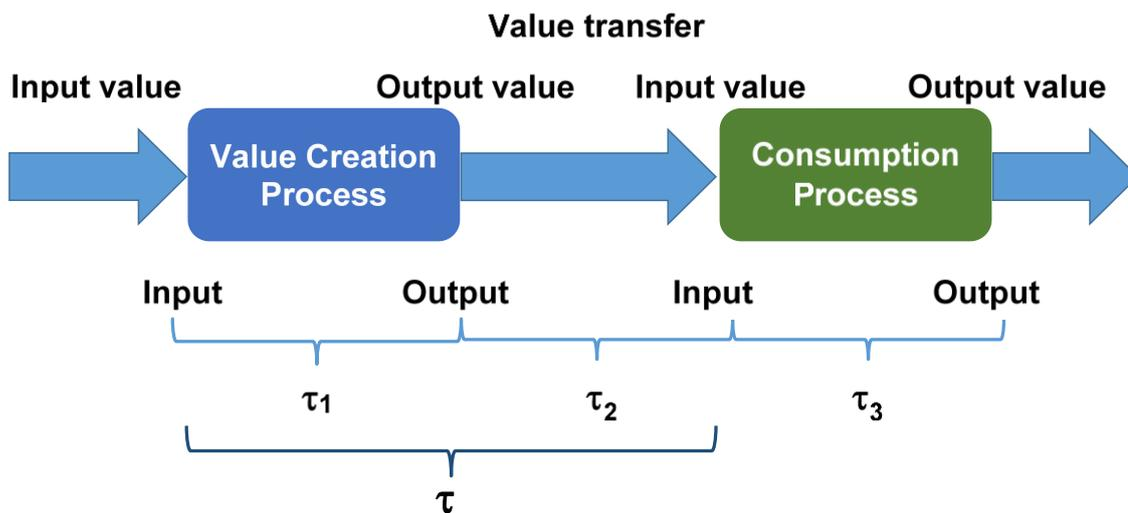 Value transfer
Input value Output value Input value Output value
Value Creation
Process
Consumption
Process
Input Output Input Output
τ1 τ2 τ3
τ